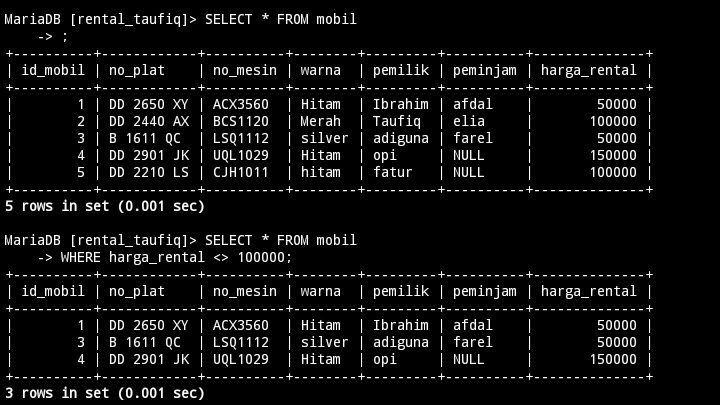 MariaDB [rental_taufiq]> SELECT * FROM mobil
    -> ;
+----------+------------+----------+--------+---------+----------+--------------+
| id_mobil | no_plat    | no_mesin | warna  | pemilik | peminjam | harga_rental |
+----------+------------+----------+--------+---------+----------+--------------+
|        1 | DD 2650 XY | ACX3560  | Hitam  | Ibrahim | afdal    |        50000 |
|        2 | DD 2440 AX | BCS1120  | Merah  | Taufiq  | elia     |       100000 |
|        3 | B 1611 QC  | LSQ1112  | silver | adiguna | farel    |        50000 |
|        4 | DD 2901 JK | UQL1029  | Hitam  | opi     | NULL     |       150000 |
|        5 | DD 2210 LS | CJH1011  | hitam  | fatur   | NULL     |       100000 |
+----------+------------+----------+--------+---------+----------+--------------+
5 rows in set (0.001 sec)

MariaDB [rental_taufiq]> SELECT * FROM mobil
    -> WHERE harga_rental <> 100000;
+----------+------------+----------+--------+---------+----------+--------------+
| id_mobil | no_plat    | no_mesin | warna  | pemilik | peminjam | harga_rental |
+----------+------------+----------+--------+---------+----------+--------------+
|        1 | DD 2650 XY | ACX3560  | Hitam  | Ibrahim | afdal    |        50000 |
|        3 | B 1611 QC  | LSQ1112  | silver | adiguna | farel    |        50000 |
|        4 | DD 2901 JK | UQL1029  | Hitam  | opi     | NULL     |       150000 |
+----------+------------+----------+--------+---------+----------+--------------+
3 rows in set (0.001 sec)